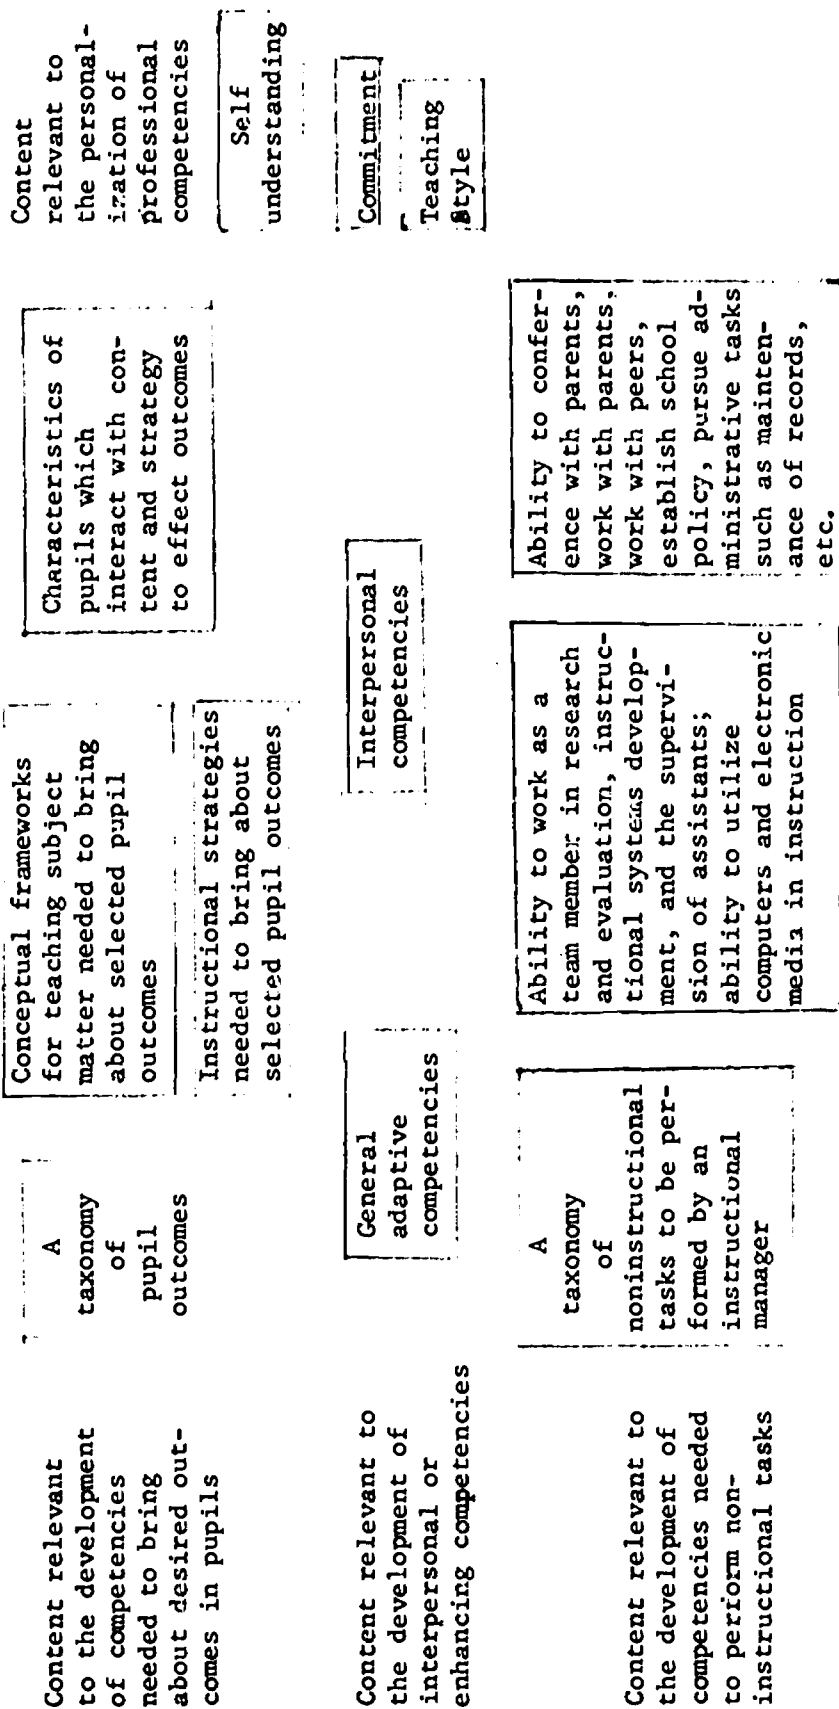 Content relevant
to the development
of competencies
needed to bring
about desired out-
comes in pupils
A
taxonomy
of
pupil
outcomes
Conceptual frameworks
for teaching subject
matter needed to bring
about selected pupil
outcomes
Instructional strategies
needed to bring about
selected pupil outcomes
Characteristics of
pupils which
interact with con-
tent and strategy
to effect outcomes
Content
relevant to
the personal-
ization of
professional
competencies
Self
understanding
Commitment
Teaching
Style
Content relevant to
the development of
interpersonal or
enhancing competencies
General
adaptive
competencies
Interpersonal
competencies
Content relevant to
the development of
competencies needed
to perform non-
instructional tasks
A
taxonomy
of
noninstructional
tasks to be per-
formed by an
instructional
manager
Ability to work as a
team member in research
and evaluation, instruc-
tional systems develop-
ment, and the supervi-
sion of assistants;
ability to utilize
computers and electronic
media in instruction
Ability to confer-
ence with parents,
work with parents,
work with peers,
establish school
policy, pursue ad-
ministrative tasks
such as mainten-
ance of records,
etc.